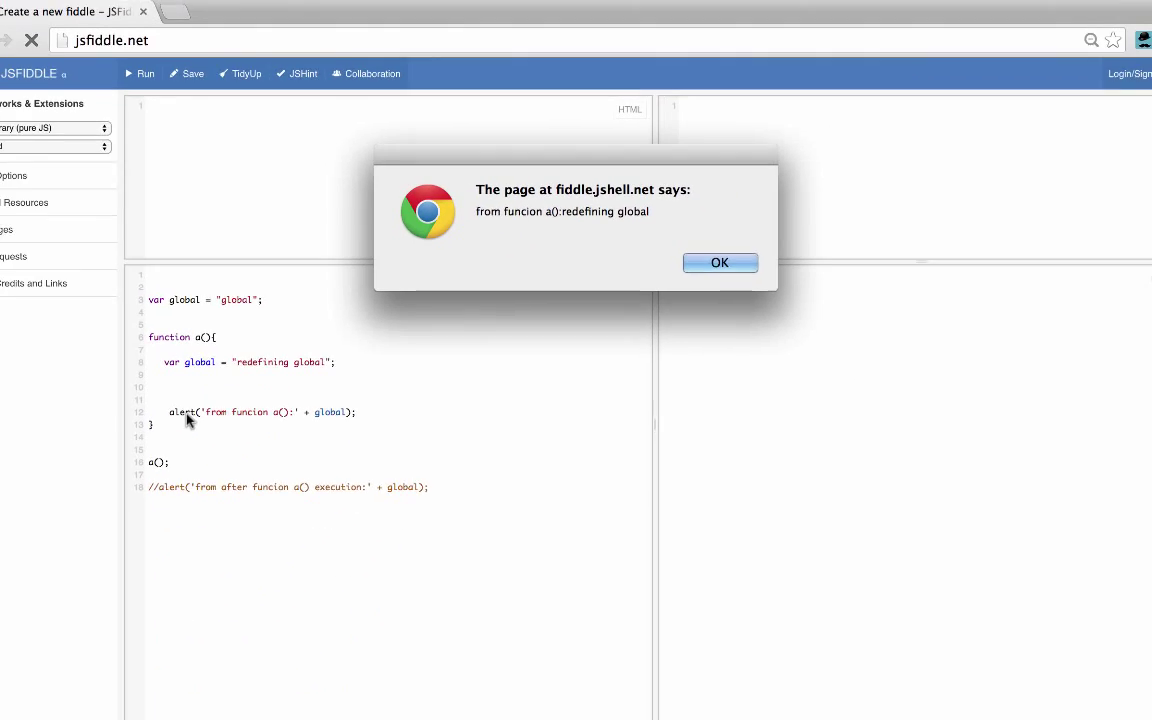 Create a new fiddle – JSFid
jsfiddle.net
JSFIDDLE α
Run
Save
TidyUp
JSHint
Collaboration
Login/Sign
works & Extensions
rary (pure JS)
d
Options
l Resources
ges
quests
Credits and Links
1
HTML
1
The page at fiddle.jshell.net says:
from funcion a():redefining global
OK
1
2
3 var global = "global";
4
5
6 function a(){
7
8 var global = "redefining global";
9
10
11
12 alert('from funcion a():' + global);
13 }
14
15
16 a();
17
18 //alert('from after funcion a() execution:' + global);